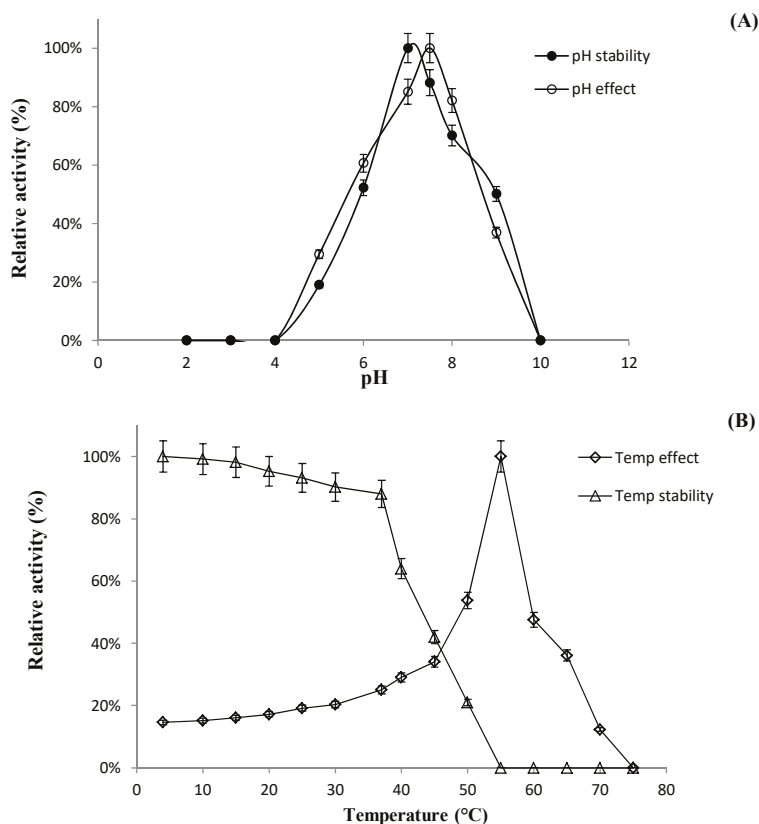 (A)
100%
80%
60%
40%
20%
0%
Relative activity (%)
pH stability
pH effect
0 2 4 6 8 10 12
pH
(B)
100%
80%
60%
40%
20%
0%
Relative activity (%)
Temp effect
Temp stability
0 10 20 30 40 50 60 70 80
Temperature (°C)